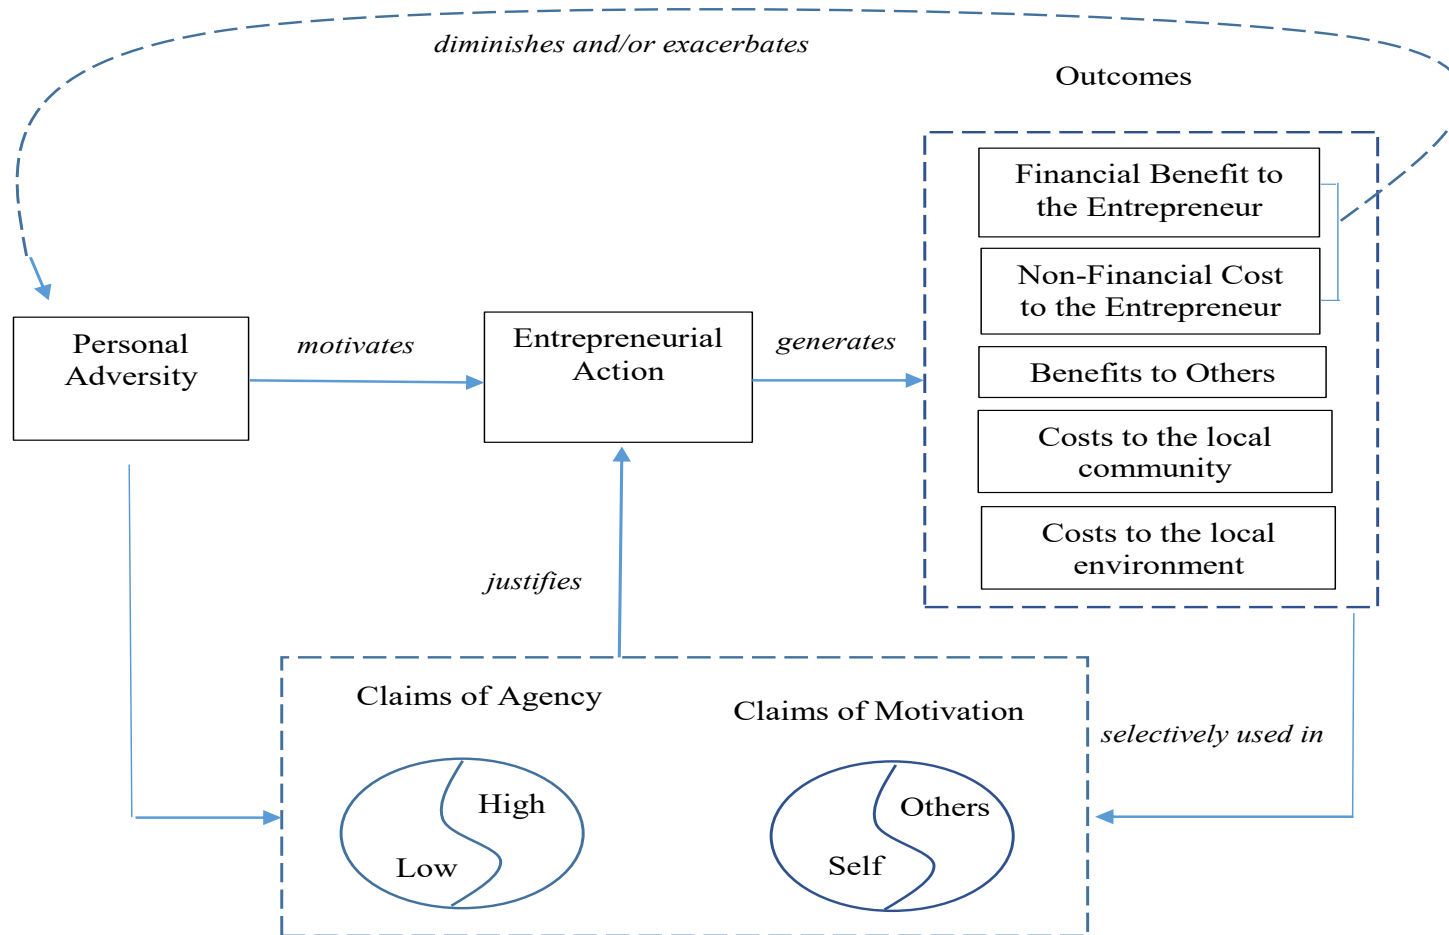 diminishes and/or exacerbates
Outcomes
Financial Benefit to
the Entrepreneur
Non-Financial Cost
to the Entrepreneur
Benefits to Others
Costs to the local
community
Costs to the local
environment
Personal
Adversity
motivates
Entrepreneurial
Action
generates
justifies
Claims of Agency
High
Low
Claims of Motivation
Others
Self
selectively used in